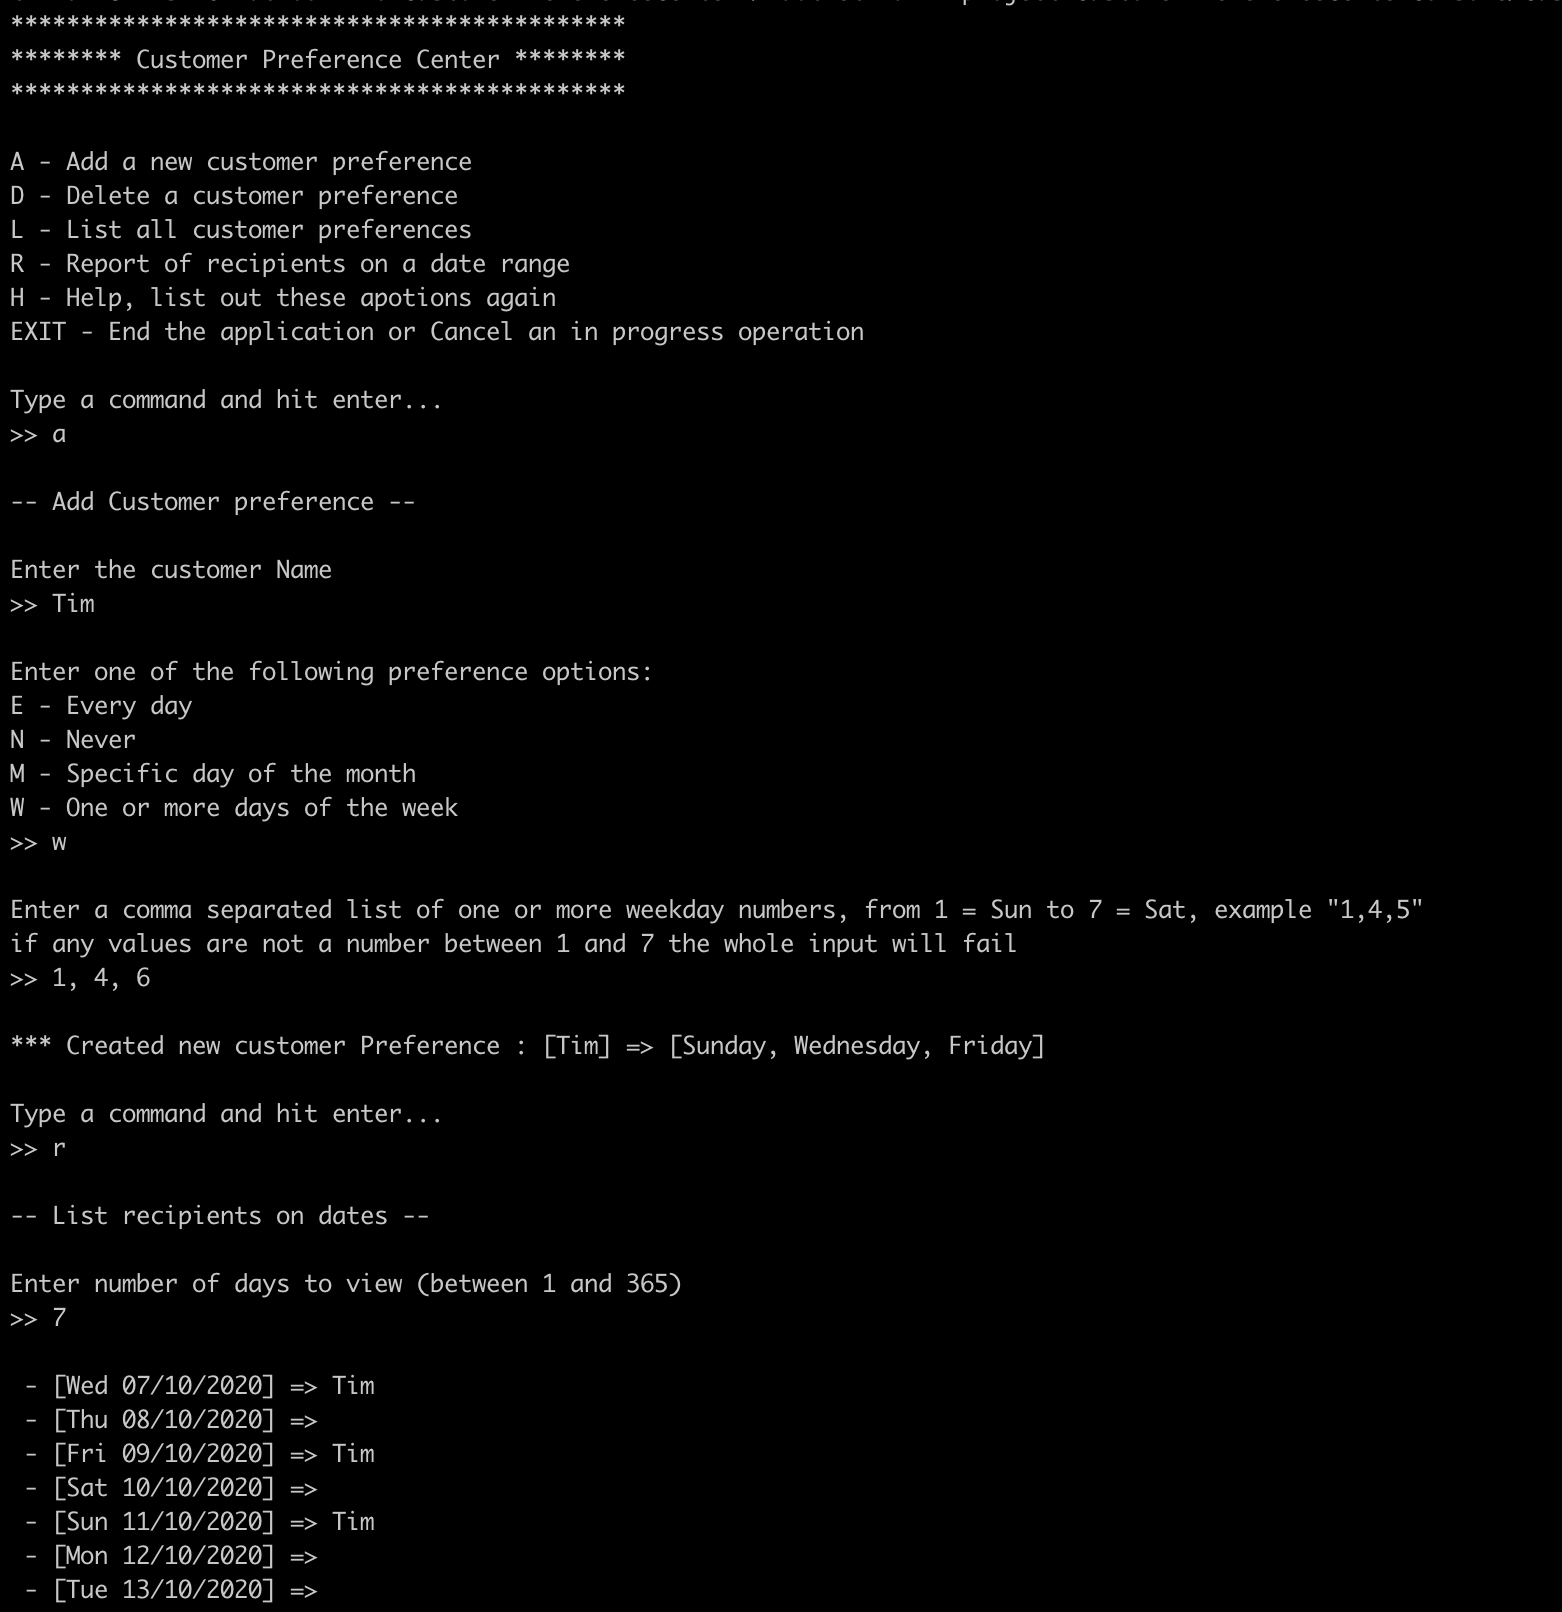 ********************************************
******** Customer Preference Center ********
********************************************
A - Add a new customer preference
D - Delete a customer preference
L - List all customer preferences
R - Report of recipients on a date range
H - Help, list out these apotions again
EXIT - End the application or Cancel an in progress operation
Type a command and hit enter...
>> a
-- Add Customer preference --
Enter the customer Name
>> Tim
Enter one of the following preference options:
E - Every day
N - Never
M - Specific day of the month
W - One or more days of the week
>> w
Enter a comma separated list of one or more weekday numbers, from 1 = Sun to 7 = Sat, example "1,4,5"
if any values are not a number between 1 and 7 the whole input will fail
>> 1, 4, 6
*** Created new customer Preference : [Tim] => [Sunday, Wednesday, Friday]
Type a command and hit enter...
>> r
-- List recipients on dates --
Enter number of days to view (between 1 and 365)
>> 7
- [Wed 07/10/2020] => Tim
- [Thu 08/10/2020] =>
- [Fri 09/10/2020] => Tim
- [Sat 10/10/2020] =>
- [Sun 11/10/2020] => Tim
- [Mon 12/10/2020] =>
- [Tue 13/10/2020] =>